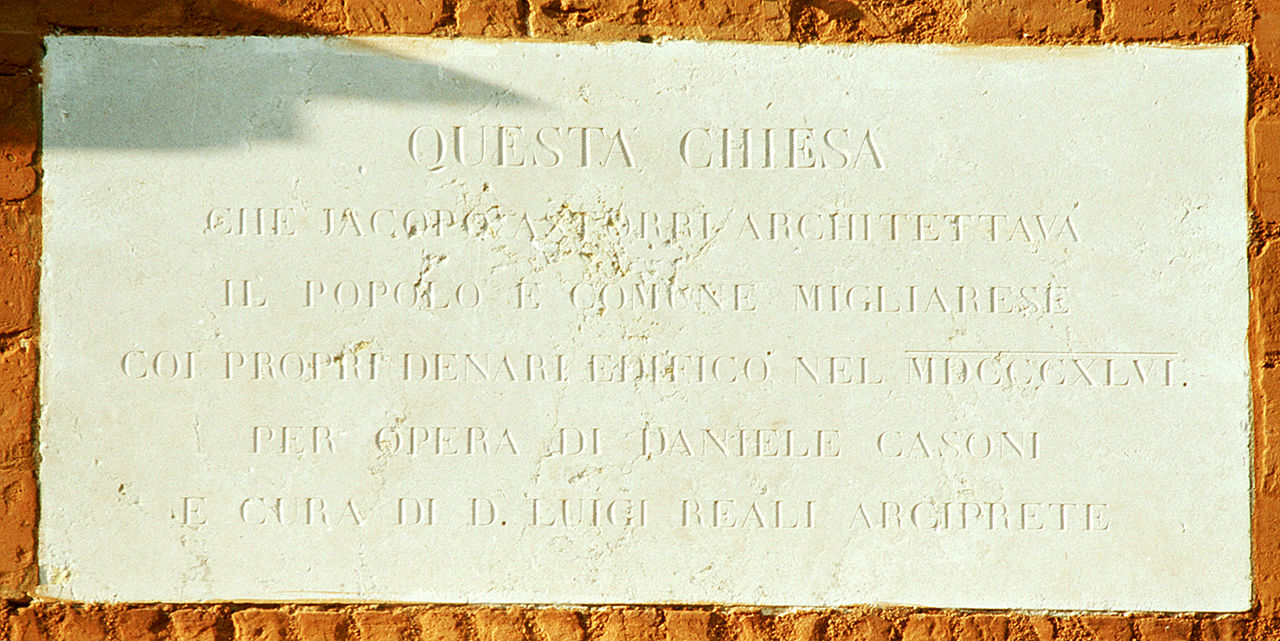 QUESTA CHIESA
CHE JACOPO A TORRI ARCHITETTAVA
IL POPOLO E COMUNE MIGLIARESE
COI PROPRI DENARI EDIFICO NEL MDCCCXLVI.
PER OPERA DI DANIELE CASONI
E CURA DI D. LUIGI REALI ARCIPRETE